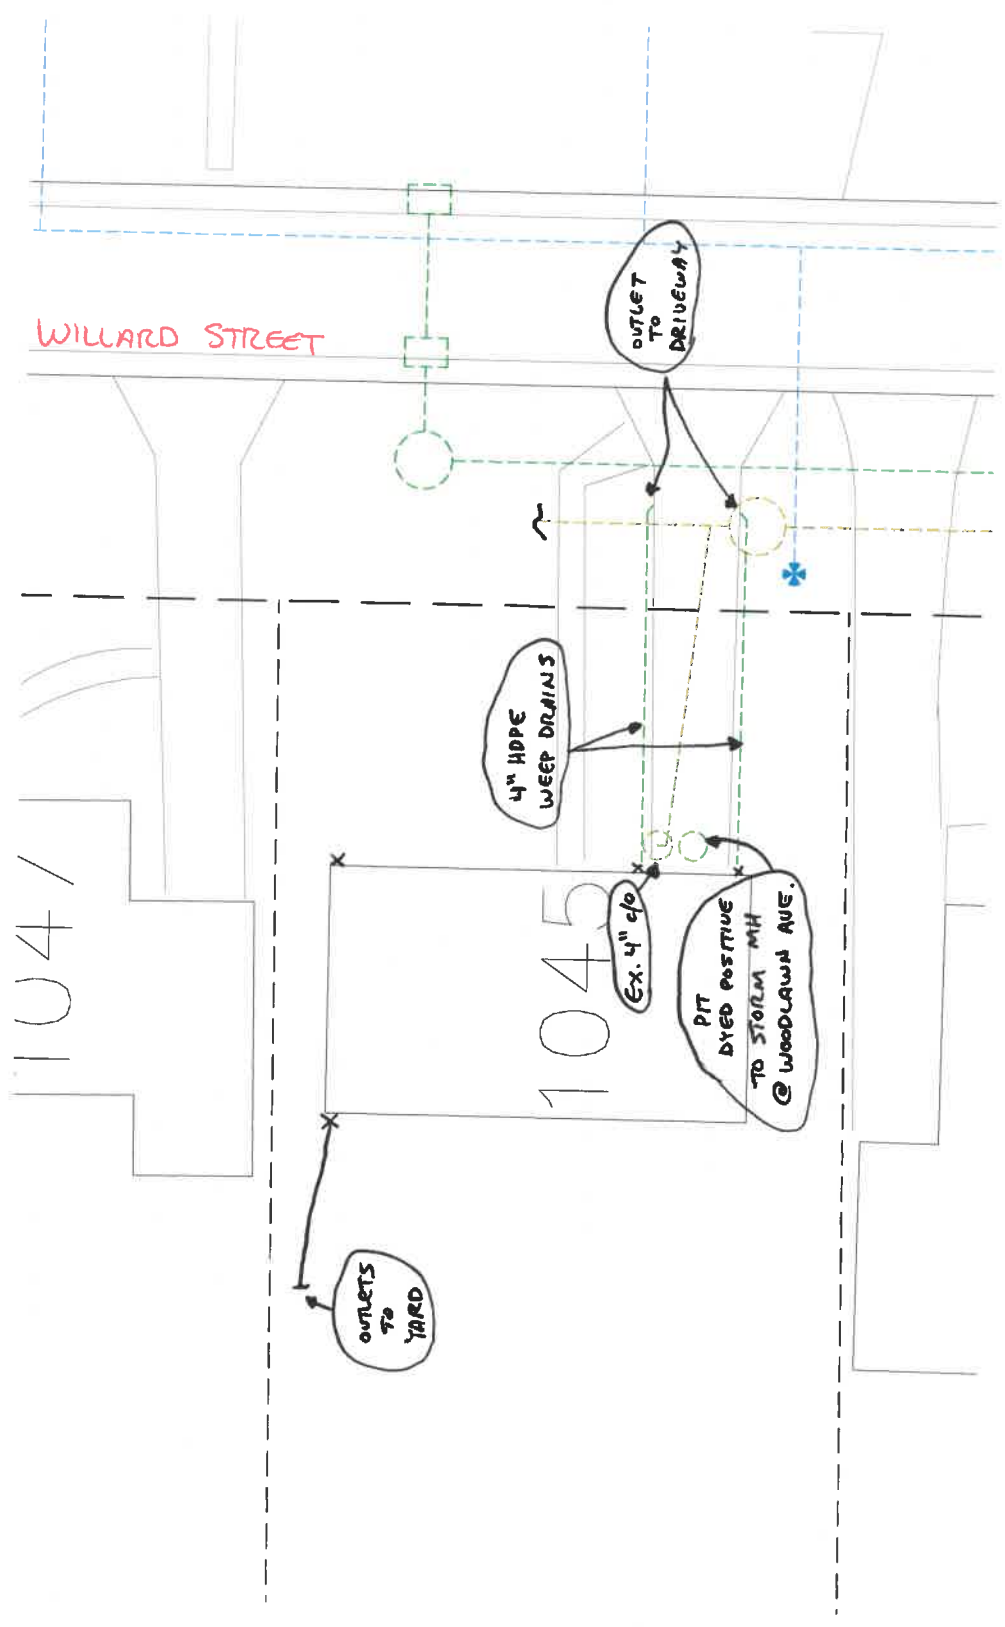 WILLARD STREET
OUTLET
TO
DRIVEWAY
4" HDPE
WEEP DRAINS
1047
1045
EX. 4" C/O
PIT
DYED POSITIVE
TO STORM MH
@ WOODLAWN AVE.
OUTLETS
TO
YARD